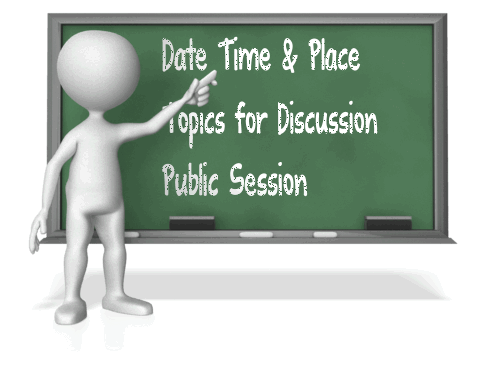 Date Time & Place
Topics for Discussion
Public Session